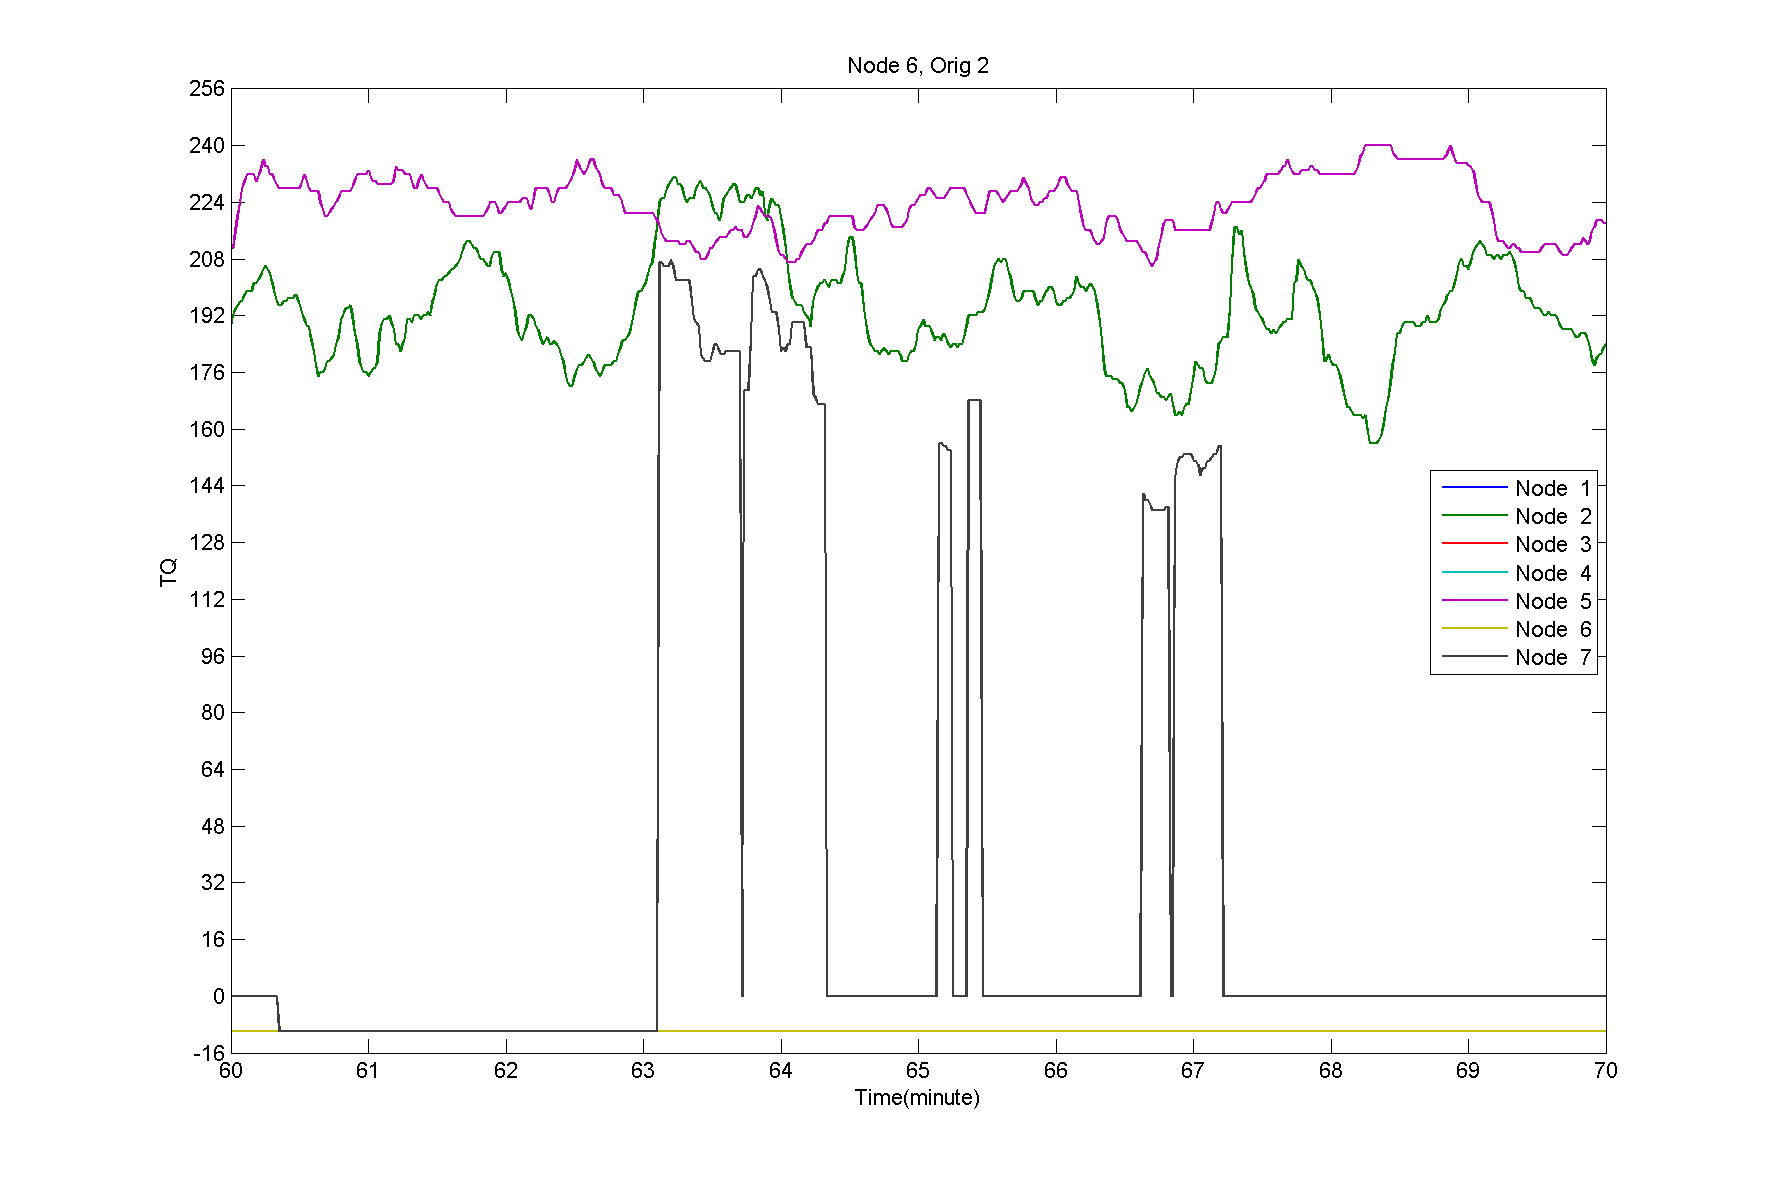 Node 6, Orig 2
256
240
224
208
192
176
160
144
128
112
96
80
64
48
32
16
0
-16
TQ
Node 1
Node 2
Node 3
Node 4
Node 5
Node 6
Node 7
60 61 62 63 64 65 66 67 68 69 70
Time(minute)